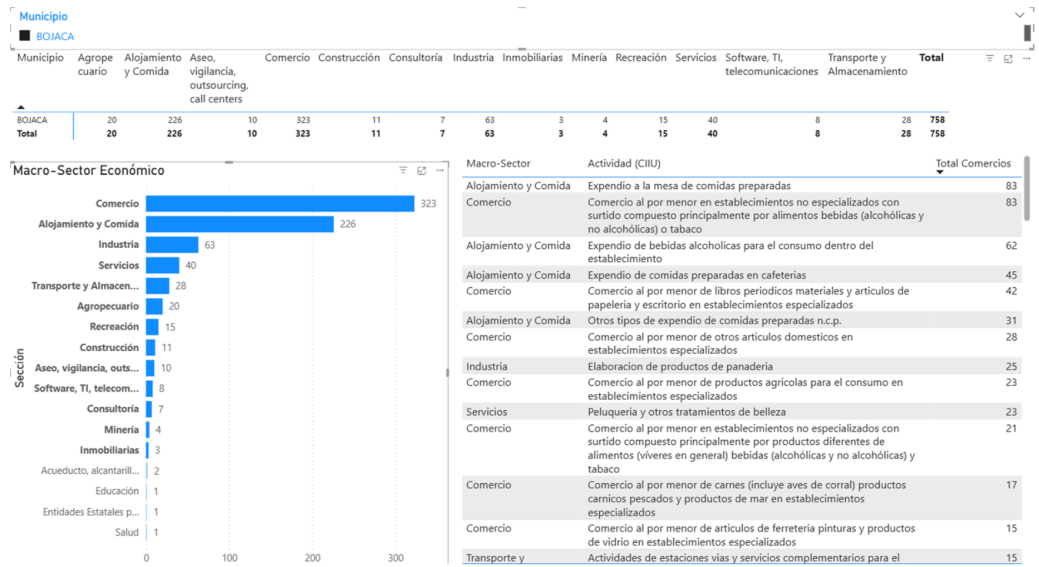 Municipio
BOJACA
Municipio Agrope Alojamiento Aseo, Comercio Construcción Consultoría Industria Inmobiliarias Minería Recreación Servicios Software, TI, Transporte y Total
cuario y Comida vigilancia, telecomunicaciones Almacenamiento
outsourcing,
call centers
BOJACA 20 226 10 323 11 7 63 3 4 15 40 8 28 758
Total 20 226 10 323 11 7 63 3 4 15 40 8 28 758
Macro-Sector Económico
Sección
Comercio 323
Alojamiento y Comida 226
Industria 63
Servicios 40
Transporte y Almacen... 28
Agropecuario 20
Recreación 15
Construcción 11
Aseo, vigilancia, outs... 10
Software, TI, telecom... 8
Consultoría 7
Minería 4
Inmobiliarias 3
Acueducto, alcantarill... 2
Educación 1
Entidades Estatales p... 1
Salud 1
0 100 200 300
Macro-Sector Actividad (CIIU) Total Comercios
Alojamiento y Comida Expendio a la mesa de comidas preparadas 83
Comercio Comercio al por menor en establecimientos no especializados con 83
surtido compuesto principalmente por alimentos bebidas (alcohólicas y
no alcohólicas) o tabaco
Alojamiento y Comida Expendio de bebidas alcoholicas para el consumo dentro del 62
establecimiento
Alojamiento y Comida Expendio de comidas preparadas en cafeterias 45
Comercio Comercio al por menor de libros periodicos materiales y articulos de 42
papeleria y escritorio en establecimientos especializados
Alojamiento y Comida Otros tipos de expendio de comidas preparadas n.c.p. 31
Comercio Comercio al por menor de otros articulos domesticos en 28
establecimientos especializados
Industria Elaboracion de productos de panaderia 25
Comercio Comercio al por menor de productos agricolas para el consumo en 23
establecimientos especializados
Servicios Peluqueria y otros tratamientos de belleza 23
Comercio Comercio al por menor en establecimientos no especializados con 21
surtido compuesto principalmente por productos diferentes de
alimentos (víveres en general) bebidas (alcohólicas y no alcohólicas) y
tabaco
Comercio Comercio al por menor de carnes (incluye aves de corral) productos 17
carnicos pescados y productos de mar en establecimientos
especializados
Comercio Comercio al por menor de articulos de ferreteria pinturas y productos 15
de vidrio en establecimientos especializados
Transporte y Actividades de estaciones vias y servicios complementarios para el 15